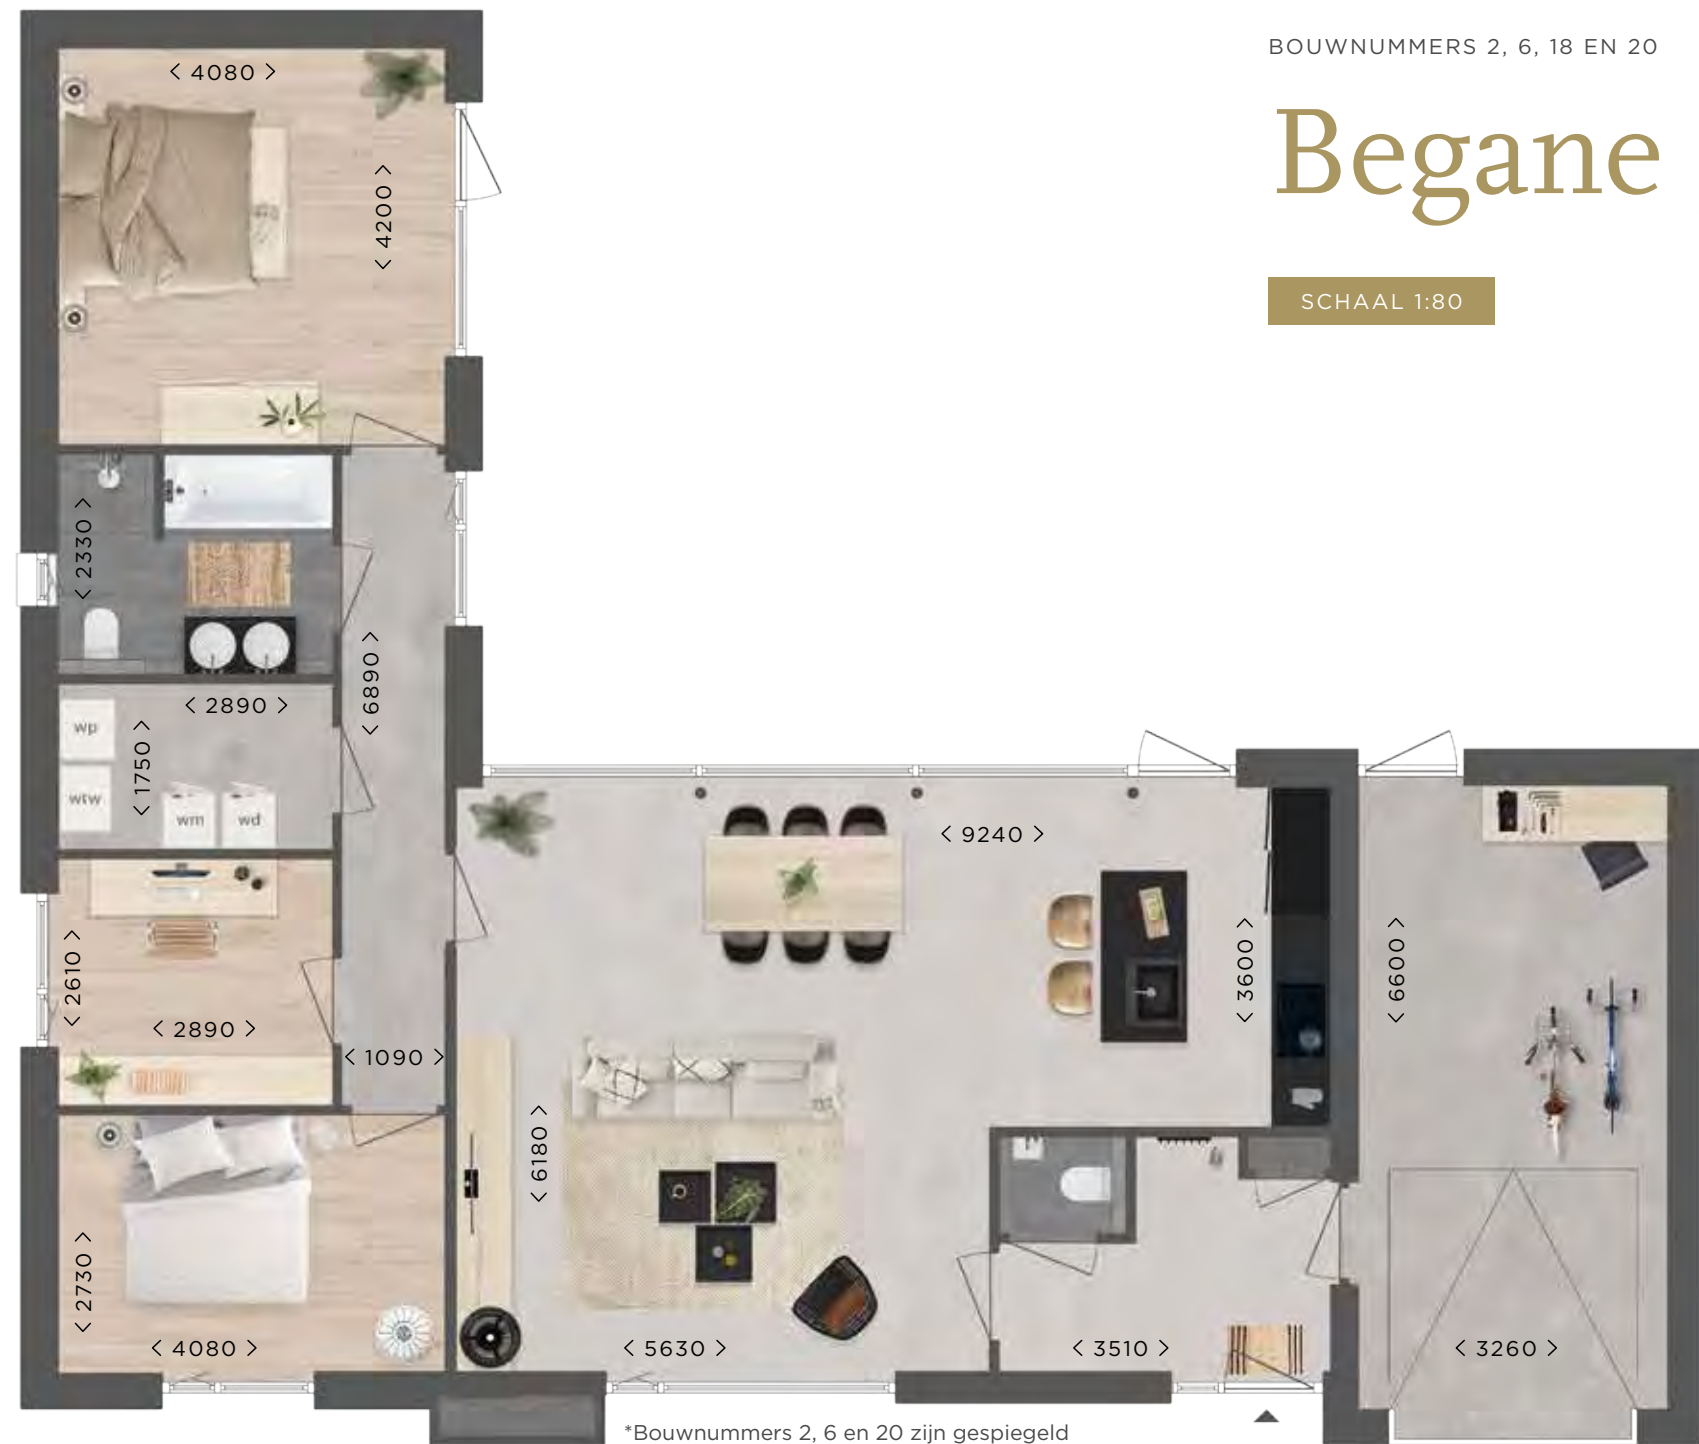 BOUWNUMMERS 2, 6, 18 EN 20
Begane
SCHAAL 1:80
< 4080 >
< 4200 >
< 2330 >
< 6890 >
< 2890 >
wp
< 1750 >
wtw
wm
wd
< 9240 >
< 2610 >
< 3600 >
< 6600 >
< 2890 >
< 1090 >
< 6180 >
< 2730 >
< 4080 >
< 5630 >
< 3510 >
< 3260 >
*Bouwnummers 2, 6 en 20 zijn gespiegeld